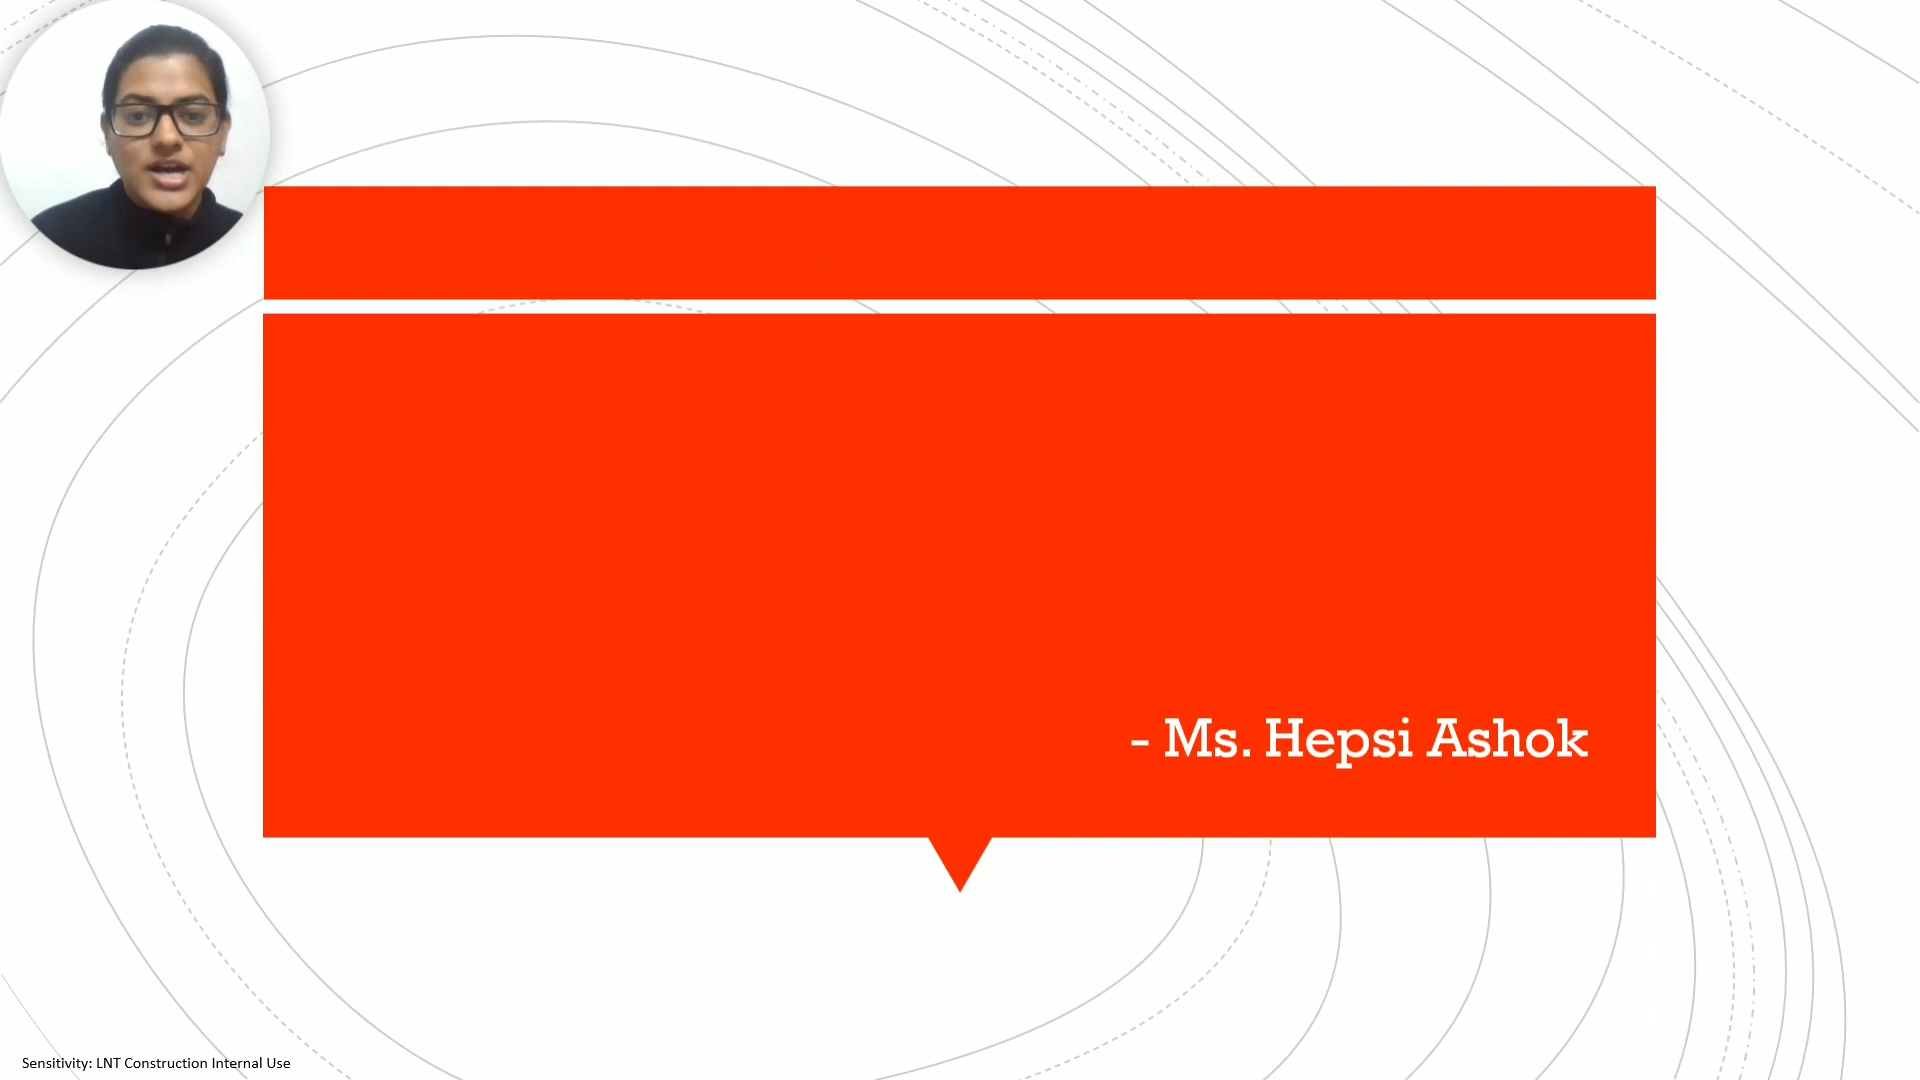 - Ms. Hepsi Ashok
Sensitivity: LNT Construction Internal Use